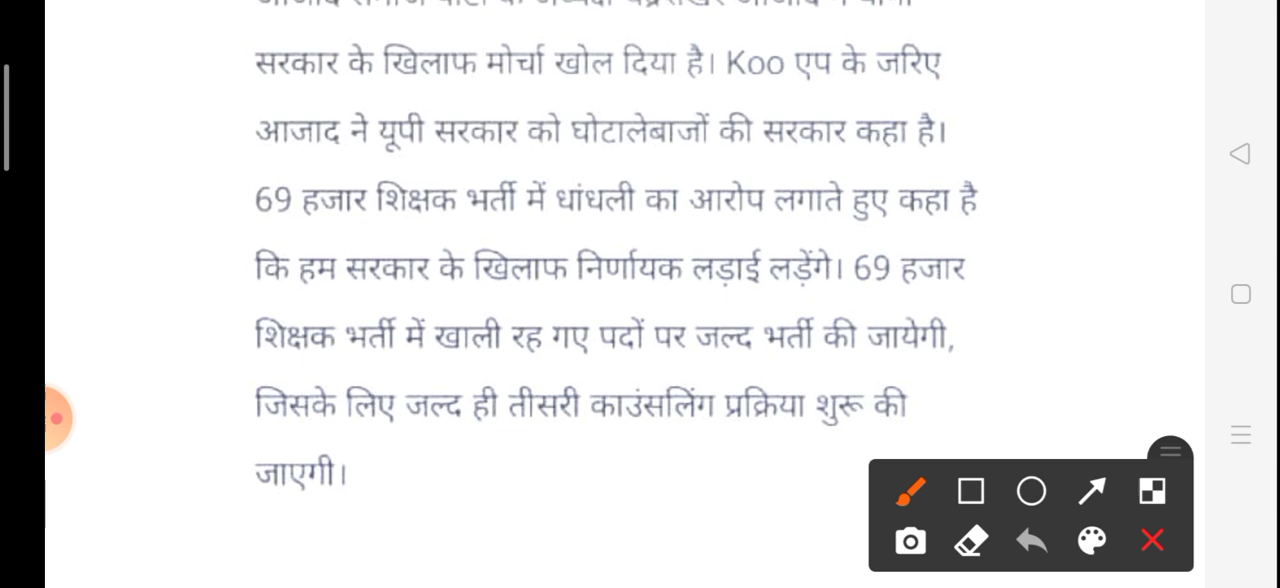 सरकार के खिलाफ मोर्चा खोल दिया है। Koo एप के जरिए
आजाद ने यूपी सरकार को घोटालेबाजों की सरकार कहा है।
69 हजार शिक्षक भर्ती में धांधली का आरोप लगाते हुए कहा है
कि हम सरकार के खिलाफ निर्णायक लड़ाई लड़ेंगे। 69 हजार
शिक्षक भर्ती में खाली रह गए पदों पर जल्द भर्ती की जायेगी,
जिसके लिए जल्द ही तीसरी काउंसलिंग प्रक्रिया शुरू की
जाएगी।